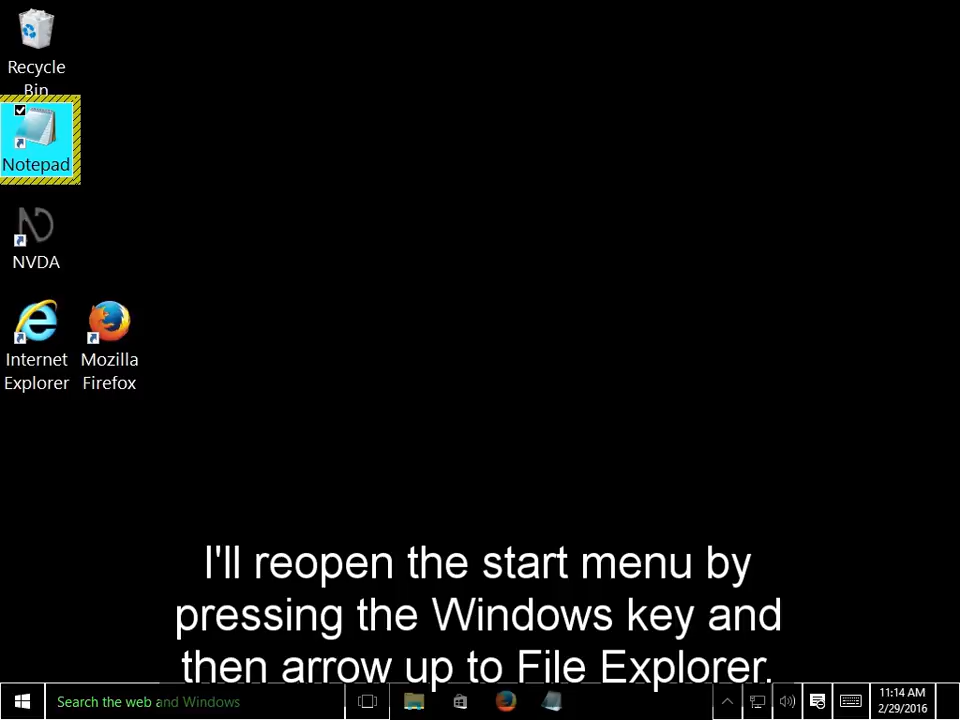 Recycle
Bin
Notepad
NVDA
Internet
Explorer
Mozilla
Firefox
I'll reopen the start menu by
pressing the Windows key and
then arrow up to File Explorer.
Search the web and Windows
11:14 AM
2/29/2016